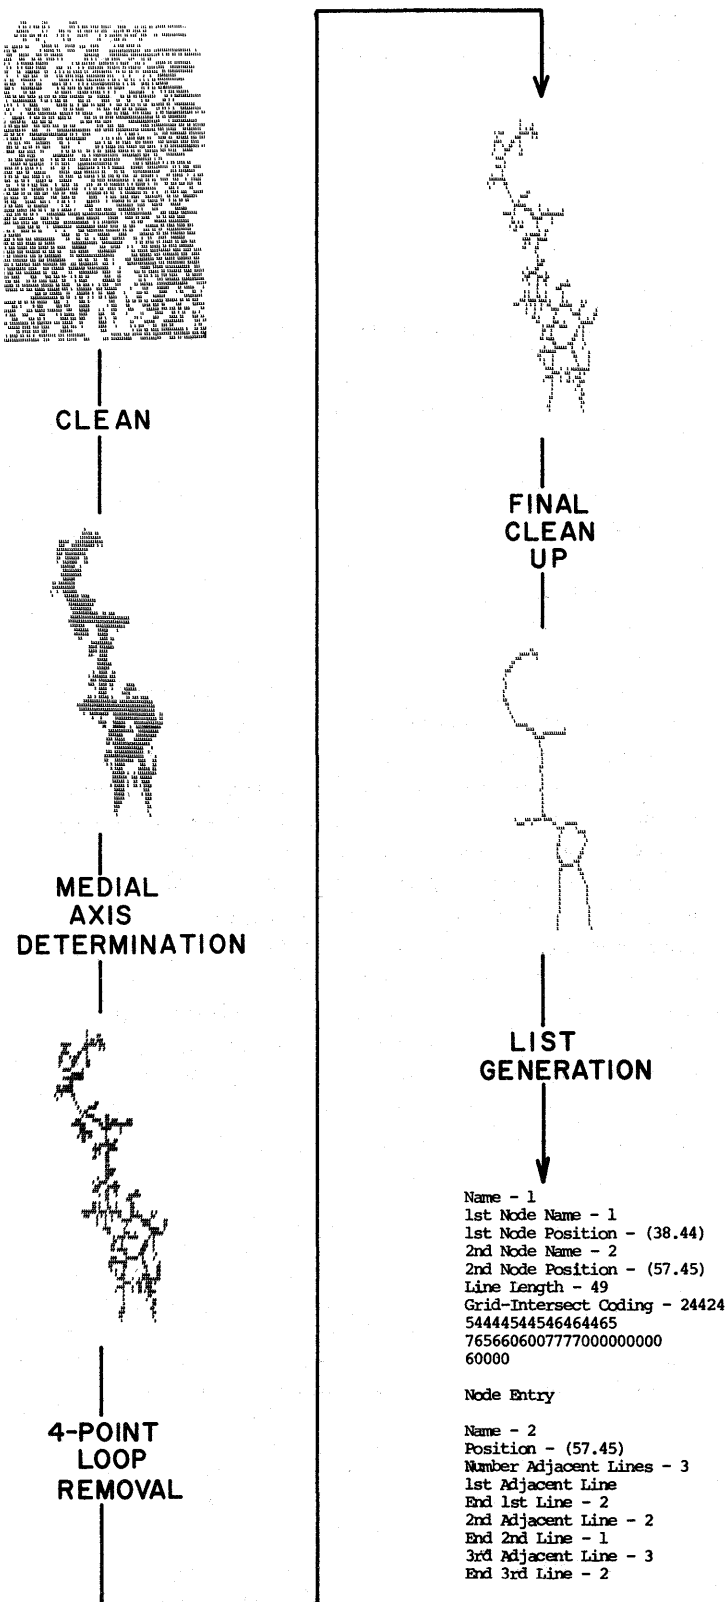 CLEAN
MEDIAL
AXIS
DETERMINATION
4-POINT
LOOP
REMOVAL
FINAL
CLEAN
UP
LIST
GENERATION
Name - 1
1st Node Name - 1
1st Node Position - (38.44)
2nd Node Name - 2
2nd Node Position - (57.45)
Line Length - 49
Grid-Intersect Coding - 24424
54444544546464465
7656606007777000000000
60000
Node Entry
Name - 2
Position - (57.45)
Number Adjacent Lines - 3
1st Adjacent Line
End 1st Line - 2
2nd Adjacent Line - 2
End 2nd Line - 1
3rd Adjacent Line - 3
End 3rd Line - 2